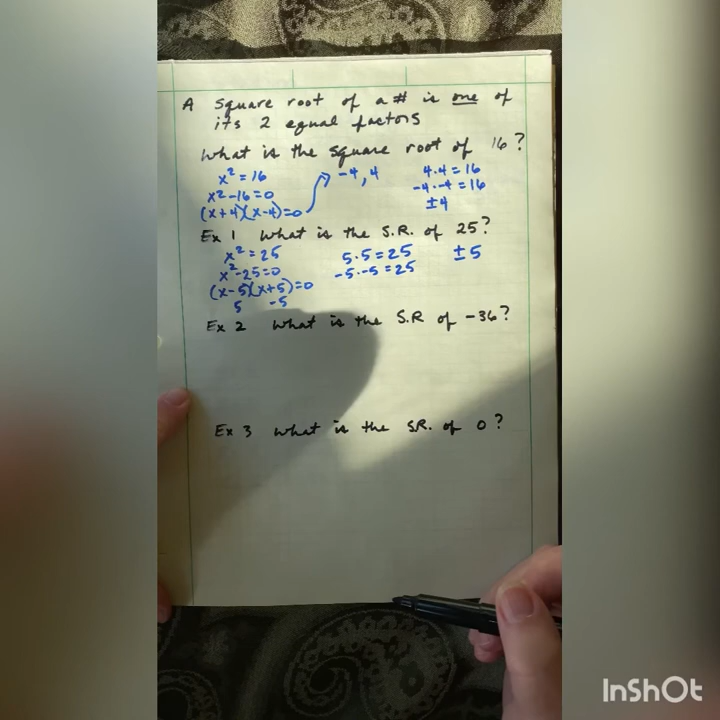 A square root of a # is one of
its 2 equal factors
What is the square root of 16?
x² = 16 -4, 4 4·4 = 16
x²-16=0 -4·-4 = 16
(x+4)(x-4)=0 ±4
Ex 1 What is the S.R. of 25?
x² = 25 5·5 = 25 ±5
x²-25=0 -5·-5 = 25
(x-5)(x+5)=0
5 -5
Ex 2 What is the S.R of -36?
Ex 3 What is the S.R. of 0?
InShOt